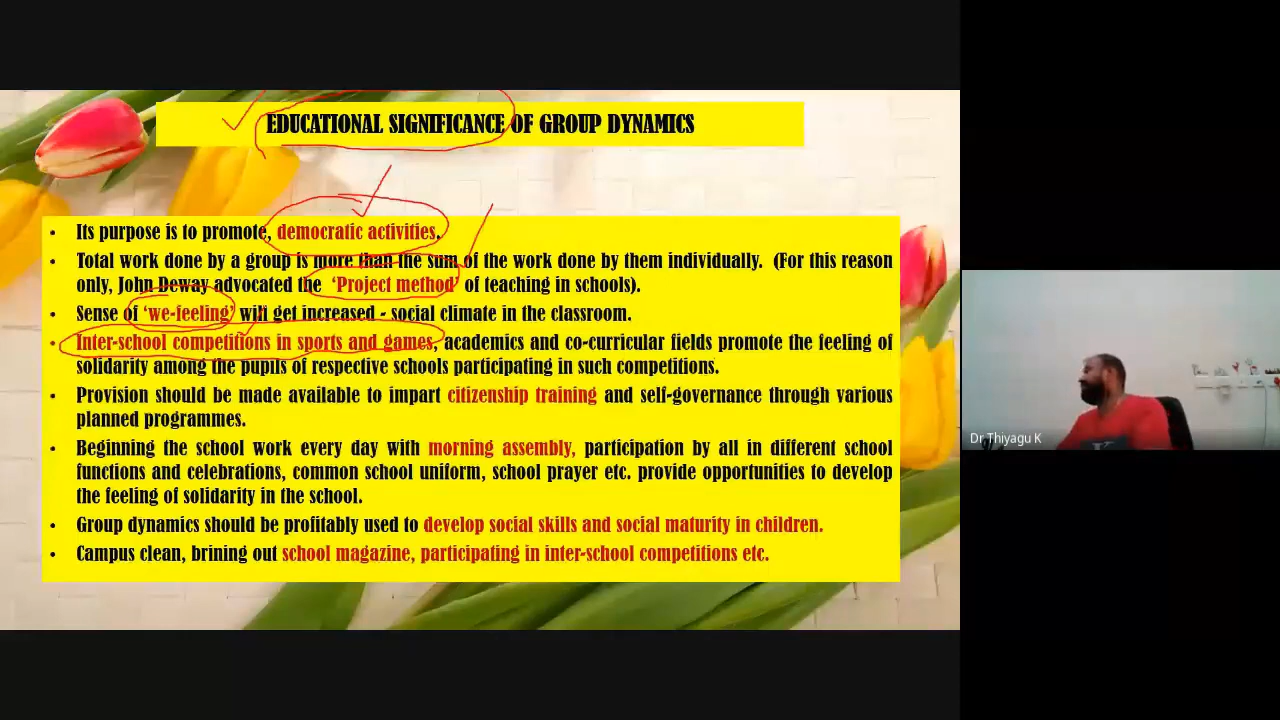 EDUCATIONAL SIGNIFICANCE OF GROUP DYNAMICS
• Its purpose is to promote, democratic activities.
• Total work done by a group is more than the sum of the work done by them individually. (For this reason
only, John Deway advocated the 'Project method' of teaching in schools).
• Sense of 'we-feeling' will get increased - social climate in the classroom.
• Inter-school competitions in sports and games, academics and co-curricular fields promote the feeling of
solidarity among the pupils of respective schools participating in such competitions.
• Provision should be made available to impart citizenship training and self-governance through various
planned programmes.
• Beginning the school work every day with morning assembly, participation by all in different school
functions and celebrations, common school uniform, school prayer etc. provide opportunities to develop
the feeling of solidarity in the school.
• Group dynamics should be profitably used to develop social skills and social maturity in children.
• Campus clean, brining out school magazine, participating in inter-school competitions etc.
Dr Thiyagu K